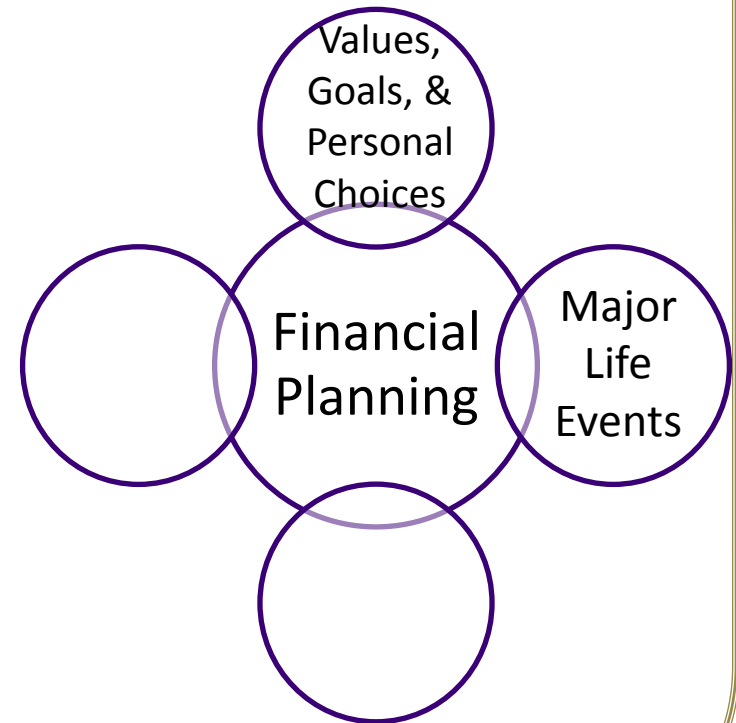 Values,
Goals, &
Personal
Choices
Financial
Planning
Major
Life
Events